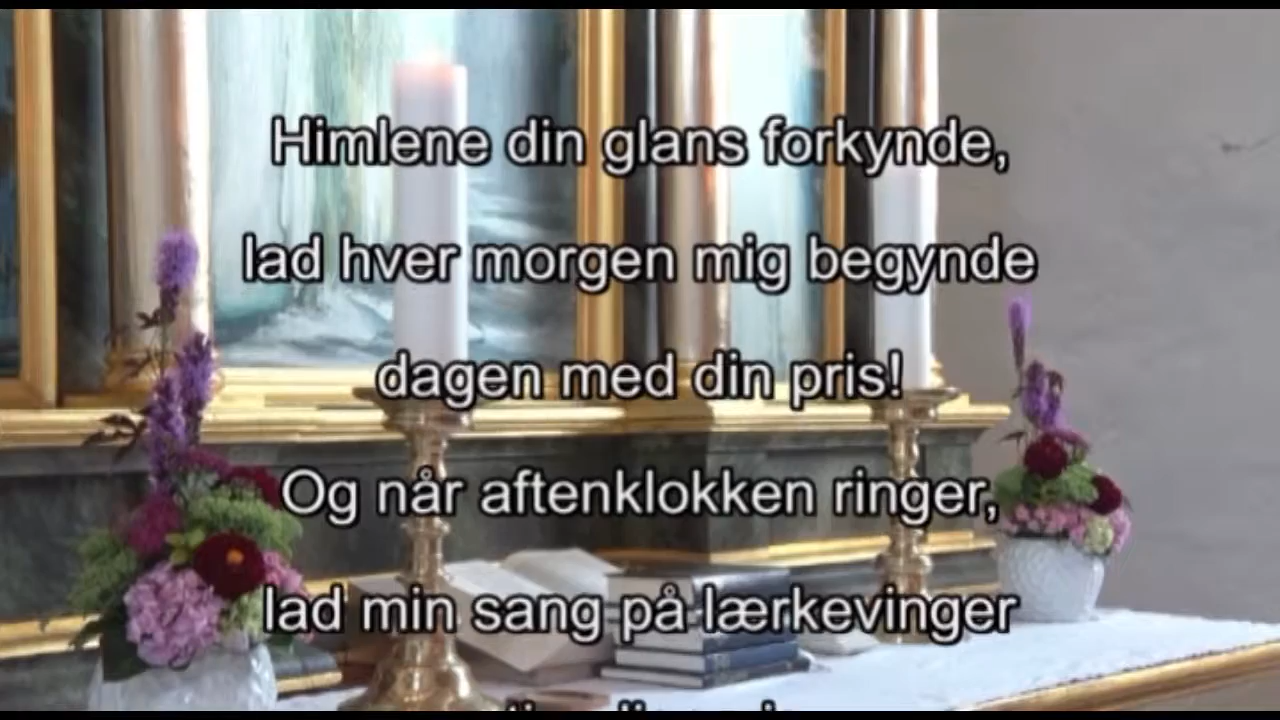 Himlene din glans forkynde,
lad hver morgen mig begynde
dagen med din pris!
Og når aftenklokken ringer,
lad min sang på lærkevinger